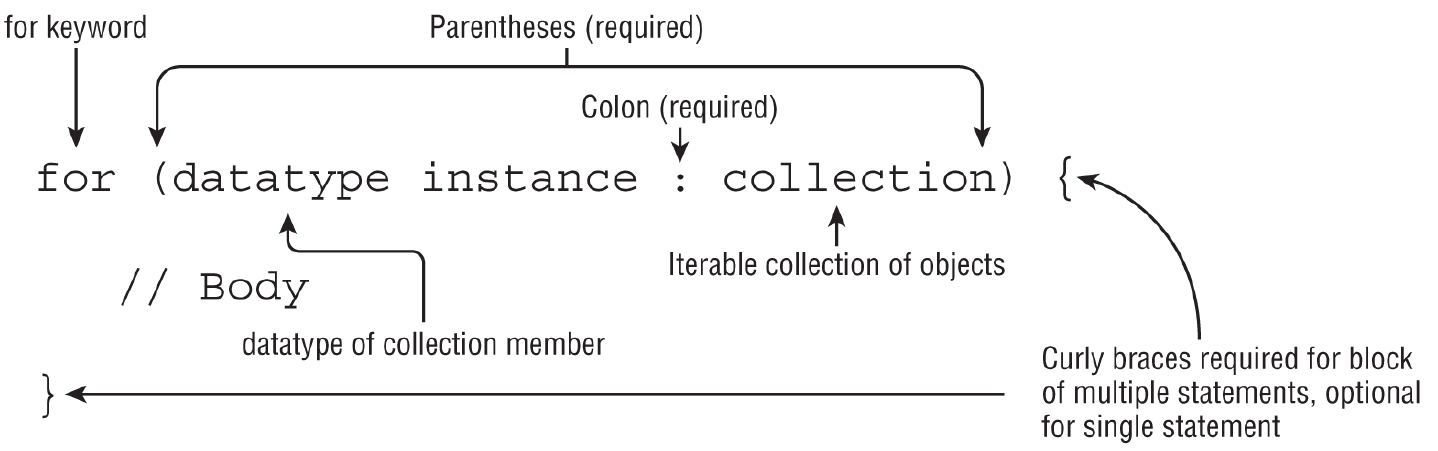 for keyword
Parentheses (required)
Colon (required)
for (datatype instance : collection) {
Iterable collection of objects
// Body
datatype of collection member
Curly braces required for block
of multiple statements, optional
for single statement
}